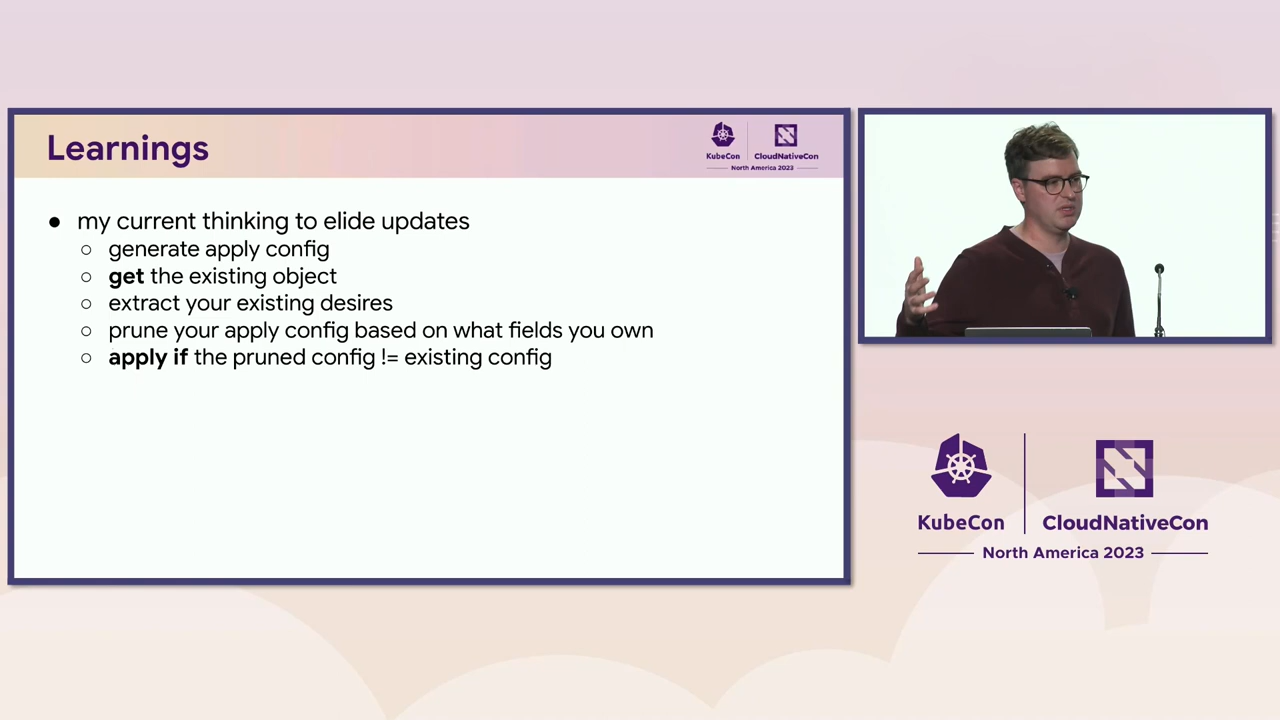 Learnings
KubeCon
CloudNativeCon
North America 2023
● my current thinking to elide updates
○ generate apply config
○ get the existing object
○ extract your existing desires
○ prune your apply config based on what fields you own
○ apply if the pruned config != existing config
KubeCon
CloudNativeCon
North America 2023